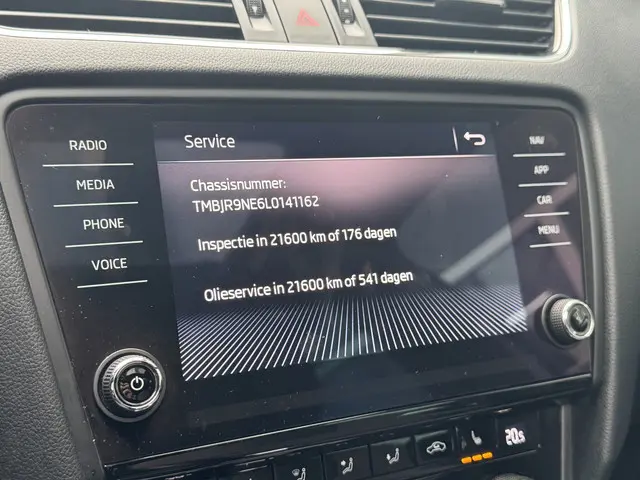 Service
RADIO
MEDIA
PHONE
VOICE
Chassisnummer:
TMBJR9NE6L0141162
Inspectie in 21600 km of 176 dagen
Olieservice in 21600 km of 541 dagen
NAV
APP
CAR
MENU
20.5